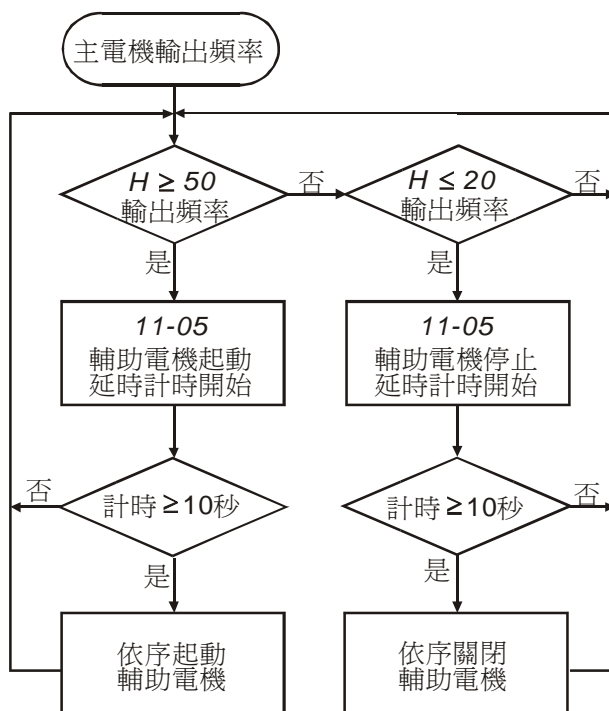 主電機輸出頻率
H ≥ 50
輸出頻率
否
H ≤ 20
輸出頻率
否
是
是
11-05
輔助電機起動
延時計時開始
11-05
輔助電機停止
延時計時開始
否
計時 ≥10秒
計時 ≥10秒
否
是
是
依序起動
輔助電機
依序關閉
輔助電機